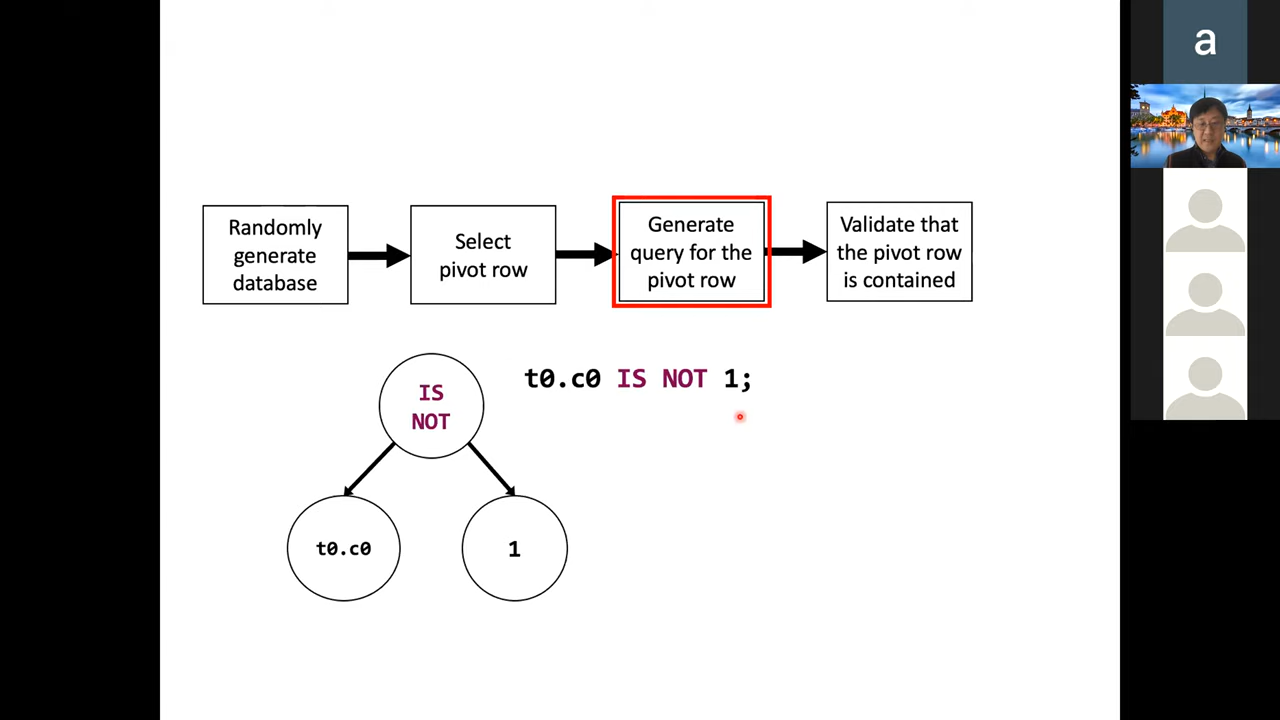 Randomly
generate
database
Select
pivot row
Generate
query for the
pivot row
Validate that
the pivot row
is contained
IS
NOT
t0.c0 IS NOT 1;
t0.c0
1
a